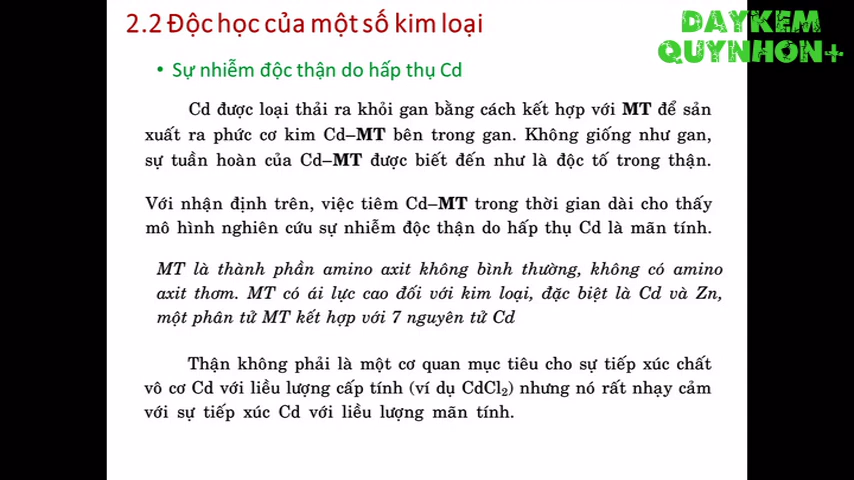 2.2 Độc học của một số kim loại
DAYKEM
QUYNHON+
• Sự nhiễm độc thận do hấp thụ Cd
Cd được loại thải ra khỏi gan bằng cách kết hợp với MT để sản
xuất ra phức cơ kim Cd–MT bên trong gan. Không giống như gan,
sự tuần hoàn của Cd–MT được biết đến như là độc tố trong thận.
Với nhận định trên, việc tiêm Cd–MT trong thời gian dài cho thấy
mô hình nghiên cứu sự nhiễm độc thận do hấp thụ Cd là mãn tính.
MT là thành phần amino axit không bình thường, không có amino
axit thơm. MT có ái lực cao đối với kim loại, đặc biệt là Cd và Zn,
một phân tử MT kết hợp với 7 nguyên tử Cd
Thận không phải là một cơ quan mục tiêu cho sự tiếp xúc chất
vô cơ Cd với liều lượng cấp tính (ví dụ CdCl₂) nhưng nó rất nhạy cảm
với sự tiếp xúc Cd với liều lượng mãn tính.